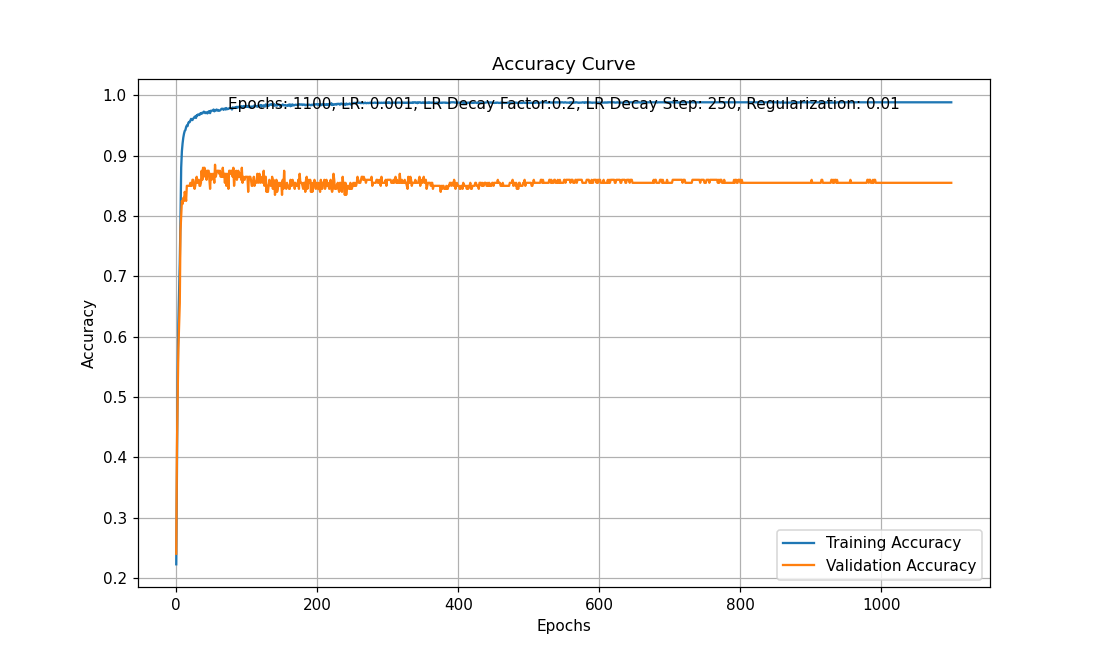 Accuracy Curve
Epochs: 1100, LR: 0.001, LR Decay Factor:0.2, LR Decay Step: 250, Regularization: 0.01
1.0
0.9
0.8
0.7
0.6
0.5
0.4
0.3
0.2
Accuracy
0 200 400 600 800 1000
Epochs
Training Accuracy
Validation Accuracy